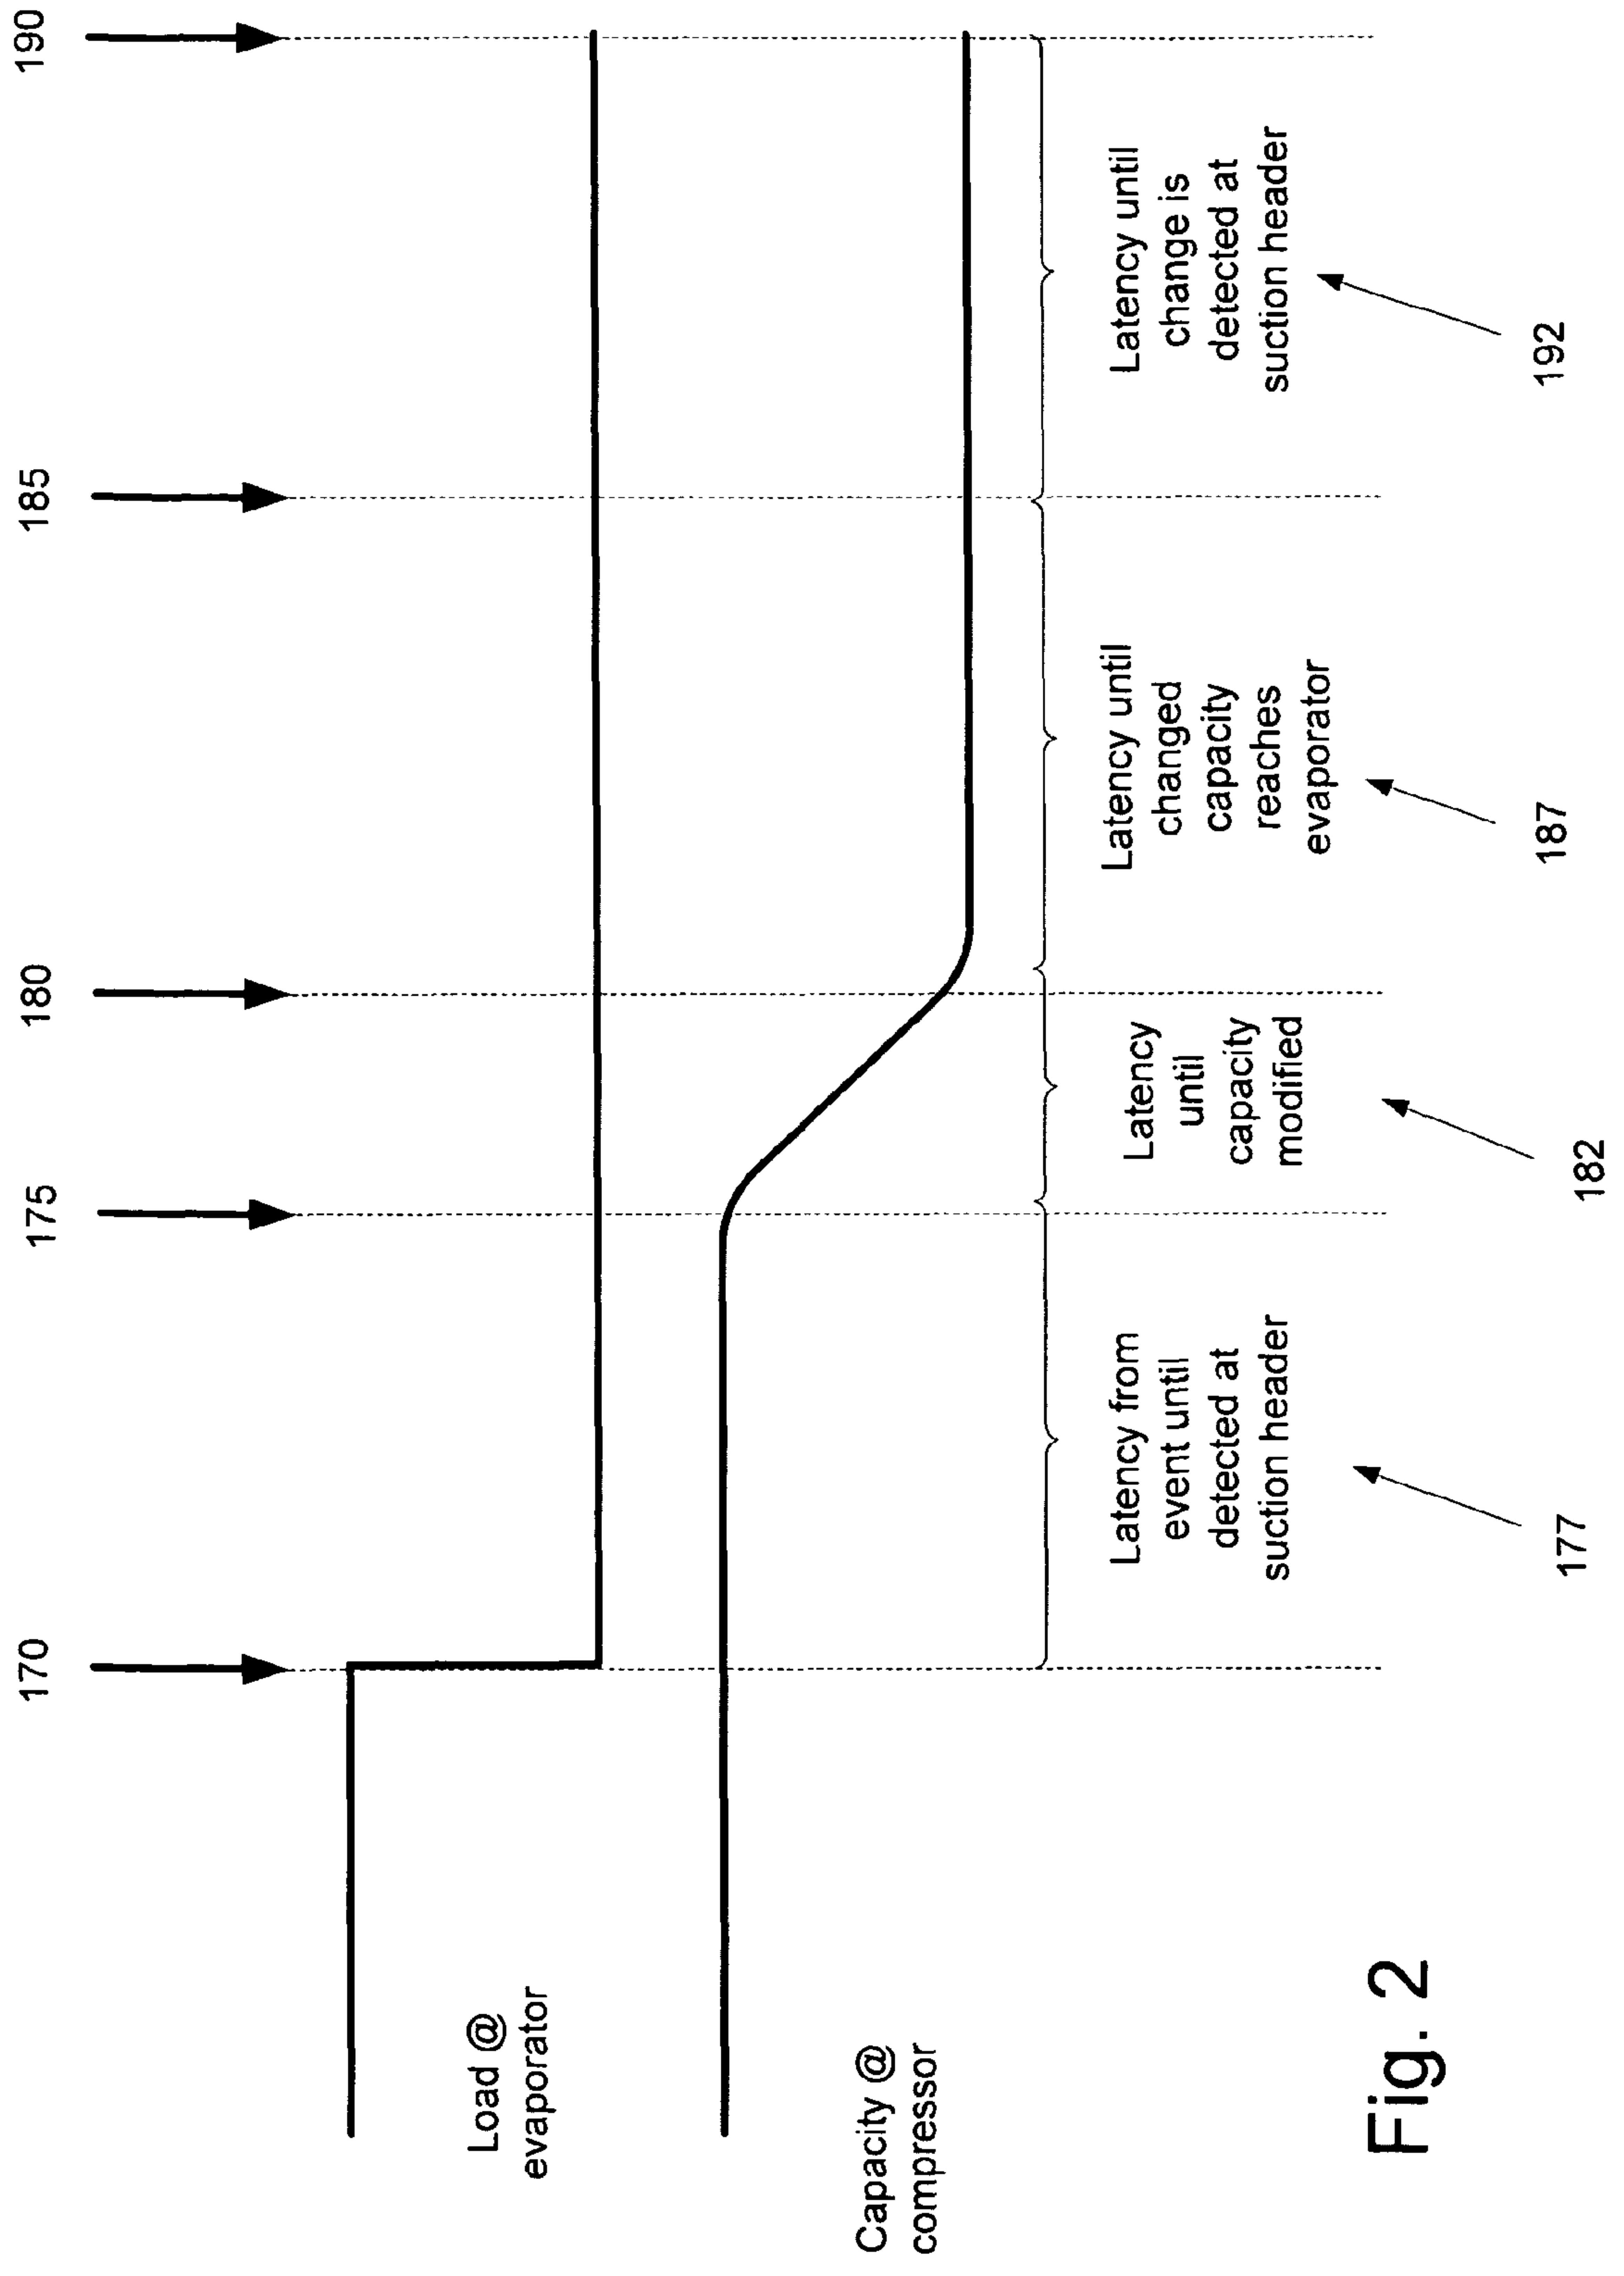 170
175
180
185
190
Load @
evaporator
Capacity @
compressor
Latency from
event until
detected at
suction header
Latency
until
capacity
modified
Latency until
changed
capacity
reaches
evaporator
Latency until
change is
detected at
suction header
177
182
187
192
Fig. 2